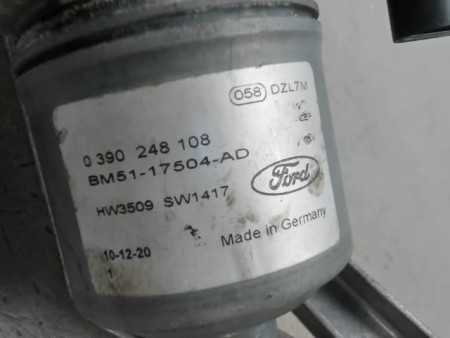 058 DZL7M
0 390 248 108
BM51-17504-AD
Ford
HW3509 SW1417
Made in Germany
10-12-20
1